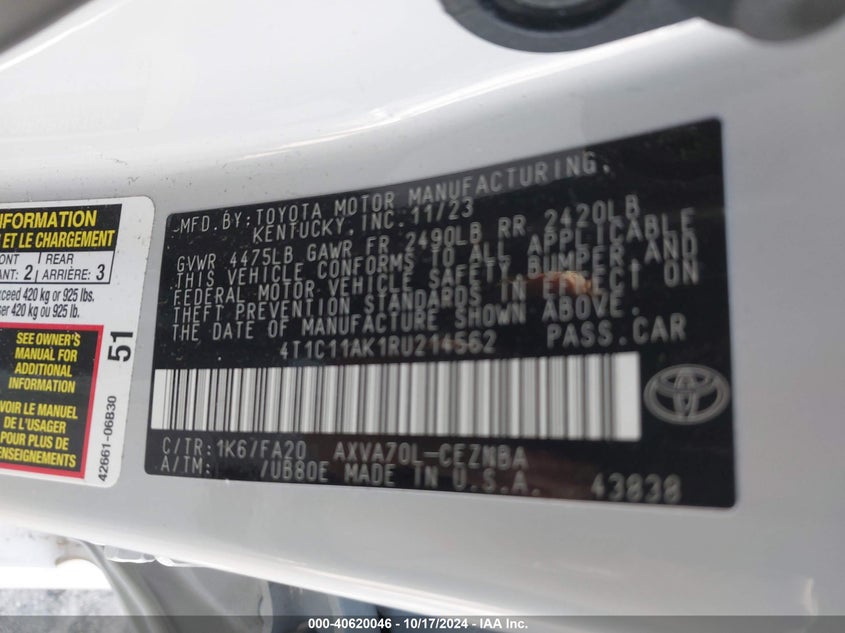 MFD. BY: TOYOTA MOTOR MANUFACTURING,
KENTUCKY, INC. 11/23
GVWR 4475LB GAWR FR 2490LB RR 2420LB
THIS VEHICLE CONFORMS TO ALL APPLICABLE
FEDERAL MOTOR VEHICLE SAFETY BUMPER, AND
THEFT PREVENTION STANDARDS IN EFFECT ON
THE DATE OF MANUFACTURE SHOWN ABOVE.
4T1C11AK1RU214562 PASS.CAR
C/TR: 1K6/FA20 AXVA70L-CEZNBA
A/TM: /UB80E MADE IN U.S.A. 43838
INFORMATION
ET LE CHARGEMENT
REAR
2 ARRIÈRE: 3
420 kg or 925 lbs.
420 kg ou 925 lb.
SEE OWNER'S
MANUAL FOR
ADDITIONAL
INFORMATION
VOIR LE MANUEL
DE L'USAGER
POUR PLUS DE
RENSEIGNEMENTS
51
42661-06B30
000-40620046 | 10/17/2024 | IAA Inc.